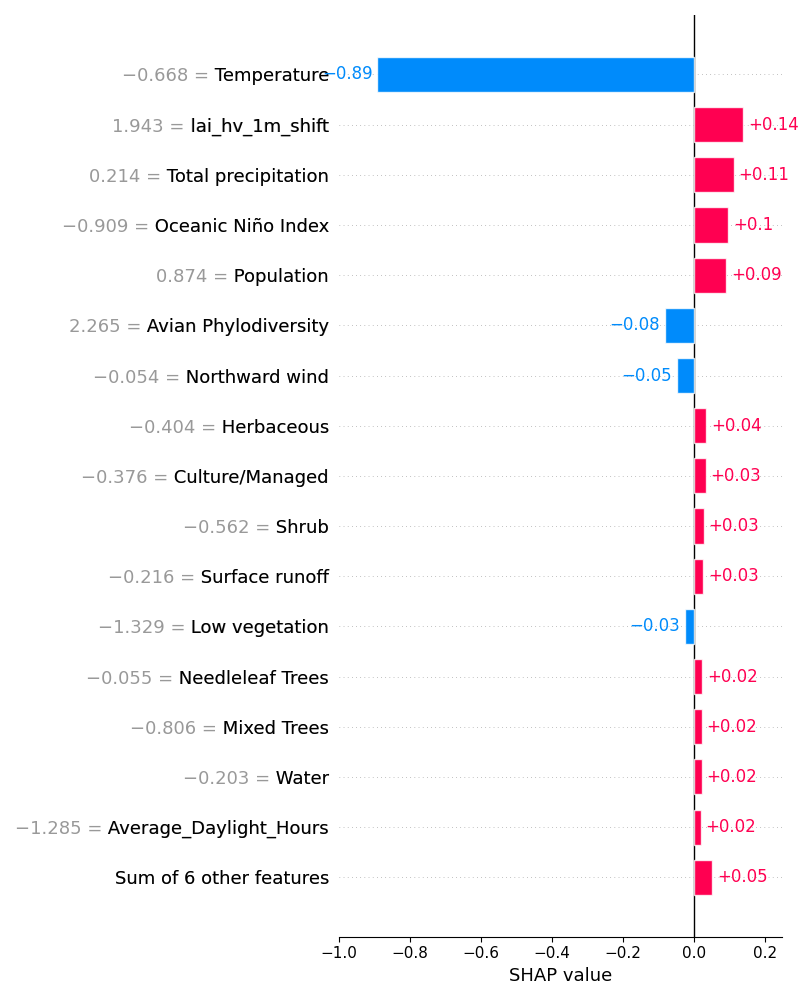 −0.668 = Temperature −0.89
1.943 = lai_hv_1m_shift +0.14
0.214 = Total precipitation +0.11
−0.909 = Oceanic Niño Index +0.1
0.874 = Population +0.09
2.265 = Avian Phylodiversity −0.08
−0.054 = Northward wind −0.05
−0.404 = Herbaceous +0.04
−0.376 = Culture/Managed +0.03
−0.562 = Shrub +0.03
−0.216 = Surface runoff +0.03
−1.329 = Low vegetation −0.03
−0.055 = Needleleaf Trees +0.02
−0.806 = Mixed Trees +0.02
−0.203 = Water +0.02
−1.285 = Average_Daylight_Hours +0.02
Sum of 6 other features +0.05
−1.0 −0.8 −0.6 −0.4 −0.2 0.0 0.2
SHAP value